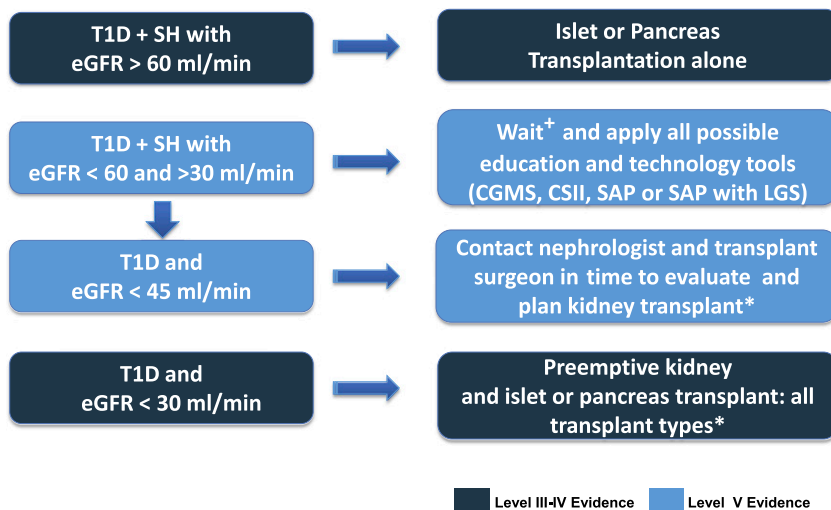 T1D + SH with
eGFR > 60 ml/min
Islet or Pancreas
Transplantation alone
T1D + SH with
eGFR < 60 and >30 ml/min
Wait+ and apply all possible
education and technology tools
(CGMS, CSII, SAP or SAP with LGS)
T1D and
eGFR < 45 ml/min
Contact nephrologist and transplant
surgeon in time to evaluate and
plan kidney transplant*
T1D and
eGFR < 30 ml/min
Preemptive kidney
and islet or pancreas transplant: all
transplant types*
Level III-IV Evidence
Level V Evidence